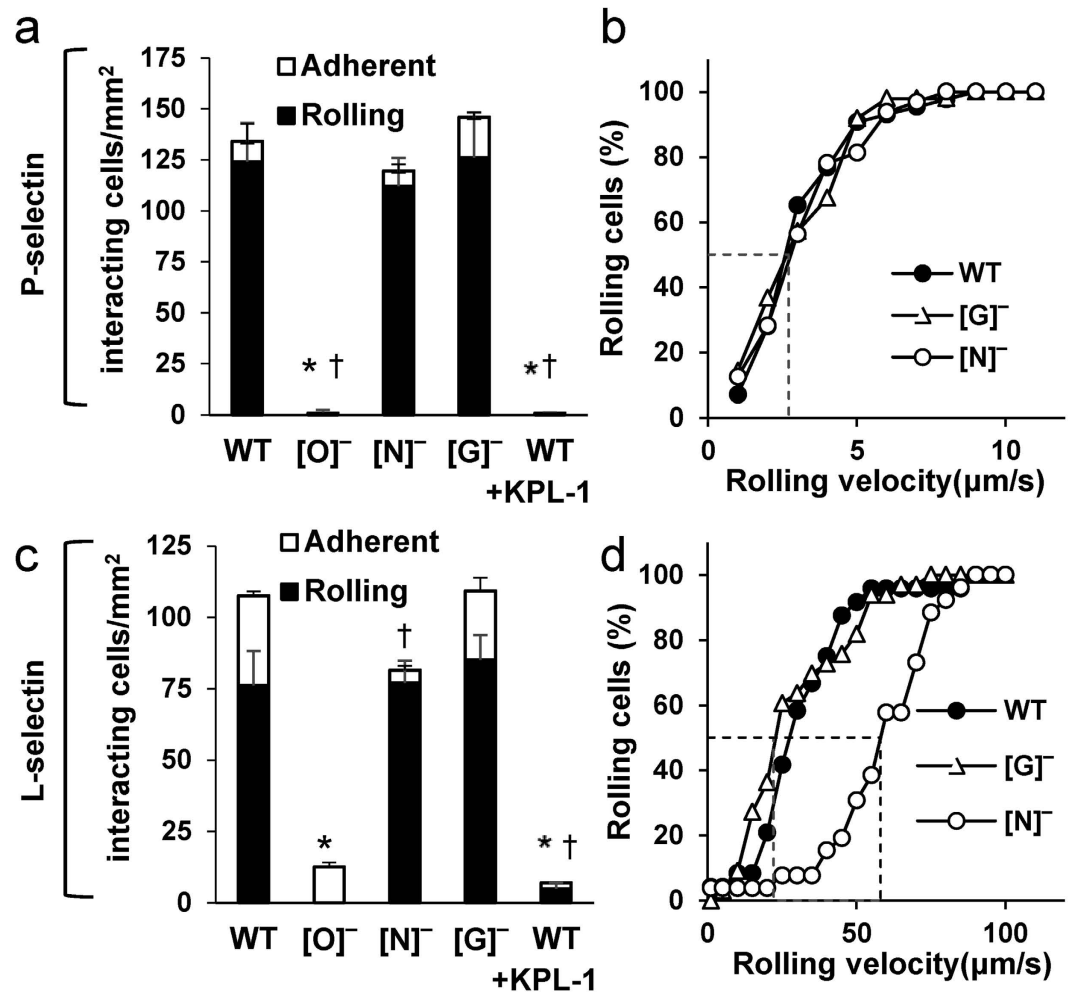 a
P-selectin
interacting cells/mm²
175
150
125
100
75
50
25
0
Adherent
Rolling
* †
*†
WT
[O]⁻
[N]⁻
[G]⁻
WT
+KPL-1
b
Rolling cells (%)
100
80
60
40
20
0
WT
[G]⁻
[N]⁻
0
5
10
Rolling velocity(μm/s)
c
L-selectin
interacting cells/mm²
125
100
75
50
25
0
Adherent
Rolling
*
†
* †
WT
[O]⁻
[N]⁻
[G]⁻
WT
+KPL-1
d
Rolling cells (%)
100
80
60
40
20
0
WT
[G]⁻
[N]⁻
0
50
100
Rolling velocity(μm/s)